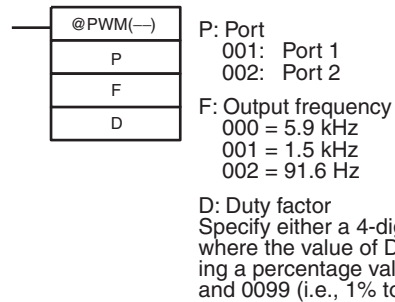 @PWM(––)
P
F
D
P: Port
001: Port 1
002: Port 2
F: Output frequency
000 = 5.9 kHz
001 = 1.5 kHz
002 = 91.6 Hz
D: Duty factor
Specify either a 4-di
where the value of D
ing a percentage val
and 0099 (i.e., 1% to